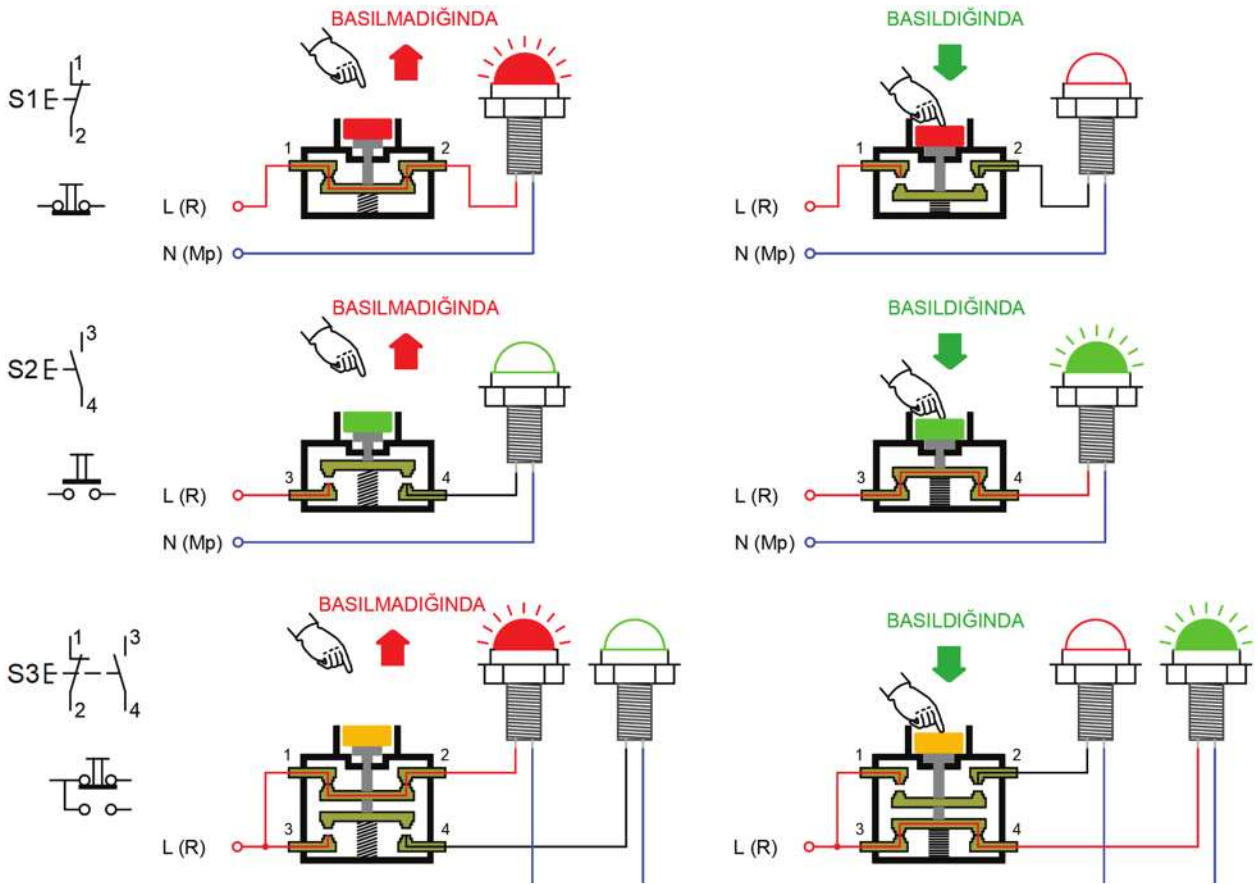 BASILMADIĞINDA
BASILDIĞINDA
S1
1
2
1 2
L (R)
N (Mp)
1 2
L (R)
N (Mp)
BASILMADIĞINDA
BASILDIĞINDA
S2
3
4
3 4
L (R)
N (Mp)
3 4
L (R)
N (Mp)
BASILMADIĞINDA
BASILDIĞINDA
S3
1 3
2 4
1 2
3 4
L (R)
1 2
3 4
L (R)